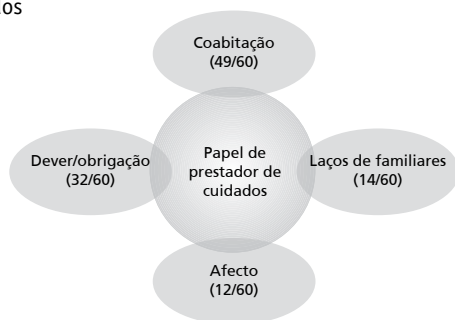 Coabitação
(49/60)
Dever/obrigação
(32/60)
Papel de
prestador de
cuidados
Laços de familiares
(14/60)
Afecto
(12/60)